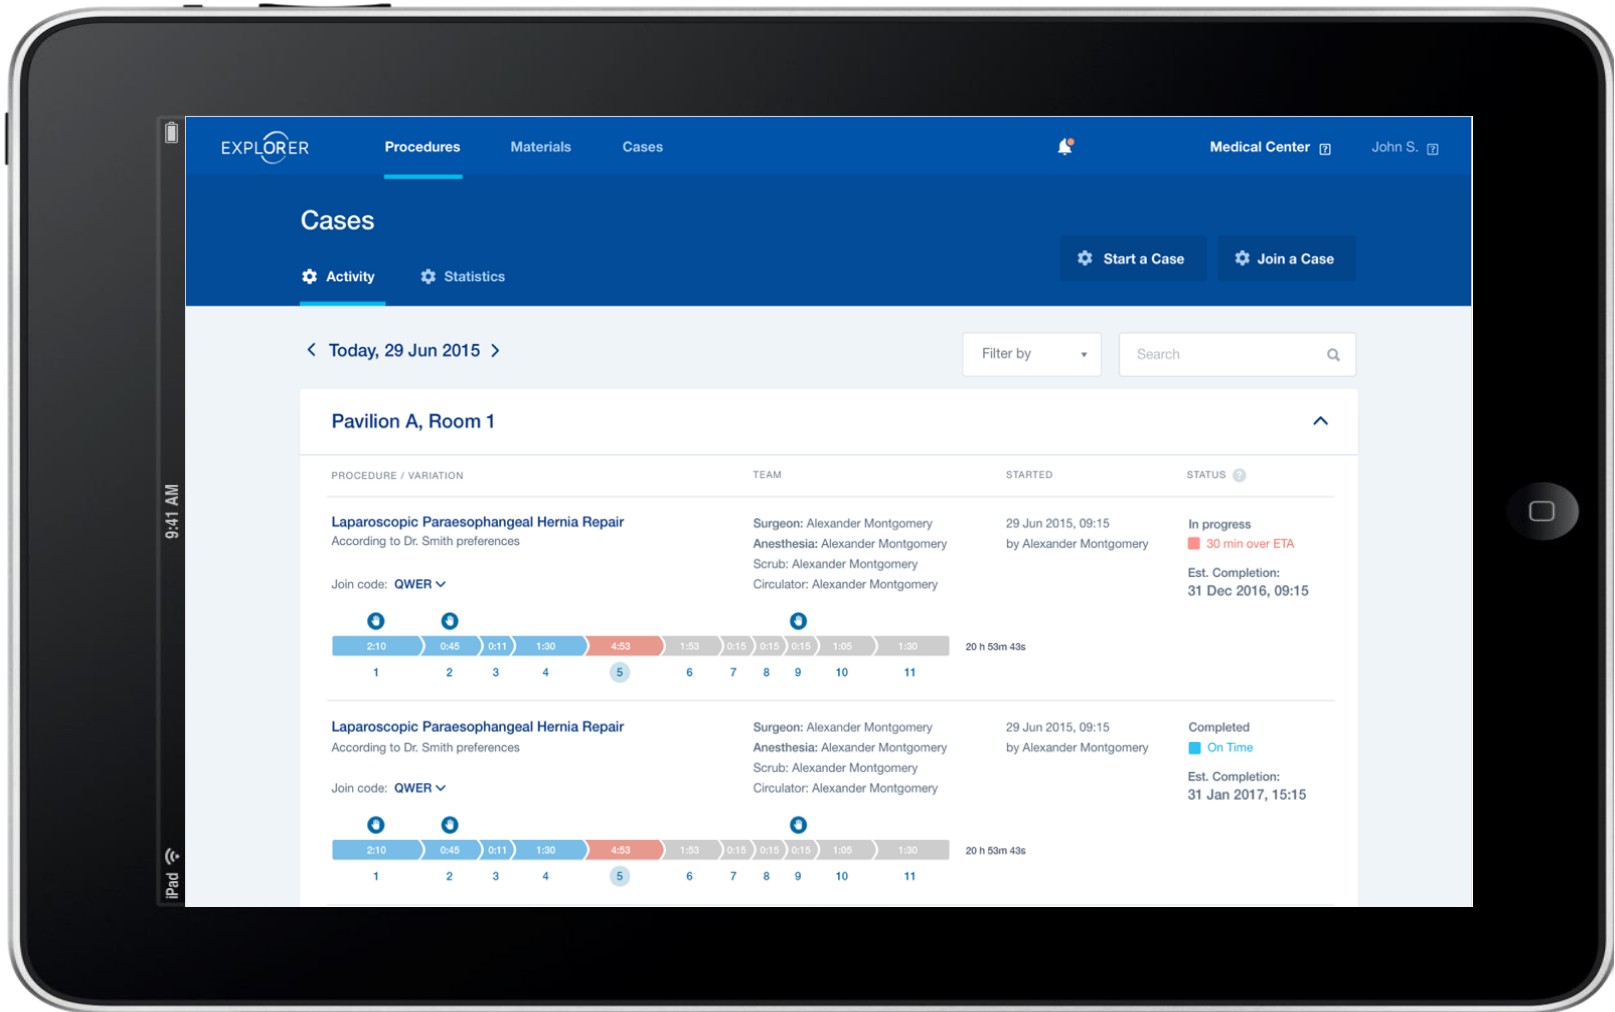 EXPLORER
Procedures
Materials
Cases
Medical Center ?
John S. ?
Cases
Activity
Statistics
Start a Case
Join a Case
Today, 29 Jun 2015
Filter by
Search
Pavilion A, Room 1
PROCEDURE / VARIATION
TEAM
STARTED
STATUS ?
Laparoscopic Paraesophangeal Hernia Repair
According to Dr. Smith preferences
Join code: QWER
Surgeon: Alexander Montgomery
Anesthesia: Alexander Montgomery
Scrub: Alexander Montgomery
Circulator: Alexander Montgomery
29 Jun 2015, 09:15
by Alexander Montgomery
In progress
30 min over ETA
Est. Completion:
31 Dec 2016, 09:15
2:10 0:45 0:11 1:30 4:53 1:53 0:15 0:15 0:15 1:05 1:30 20 h 53m 43s
1 2 3 4 5 6 7 8 9 10 11
Laparoscopic Paraesophangeal Hernia Repair
According to Dr. Smith preferences
Join code: QWER
Surgeon: Alexander Montgomery
Anesthesia: Alexander Montgomery
Scrub: Alexander Montgomery
Circulator: Alexander Montgomery
29 Jun 2015, 09:15
by Alexander Montgomery
Completed
On Time
Est. Completion:
31 Jan 2017, 15:15
2:10 0:45 0:11 1:30 4:53 1:53 0:15 0:15 0:15 1:05 1:30 20 h 53m 43s
1 2 3 4 5 6 7 8 9 10 11
iPad
9:41 AM